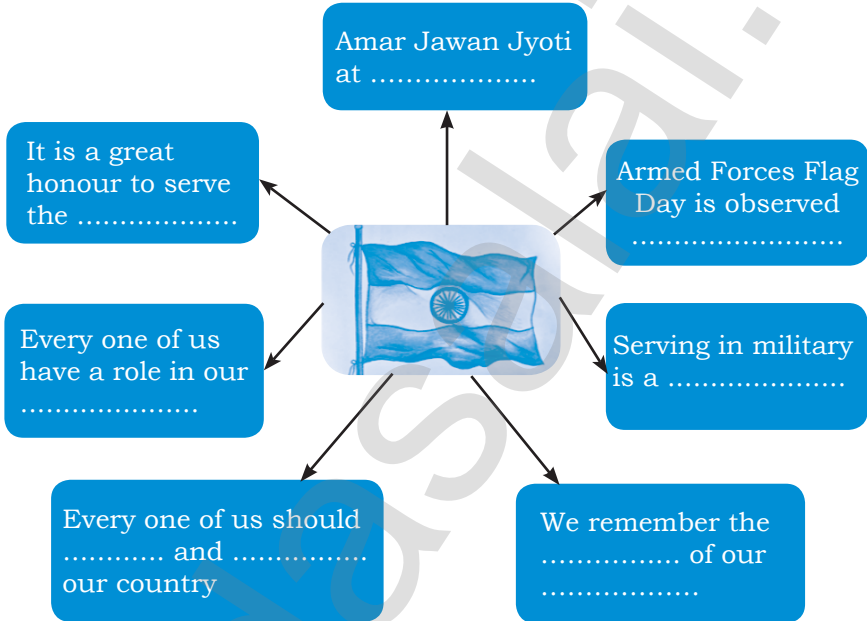 Amar Jawan Jyoti
at ...................
It is a great
honour to serve
the ...................
Armed Forces Flag
Day is observed
.........................
Every one of us
have a role in our
.....................
Serving in military
is a .....................
Every one of us should
............ and ................
our country
We remember the
................. of our
...................